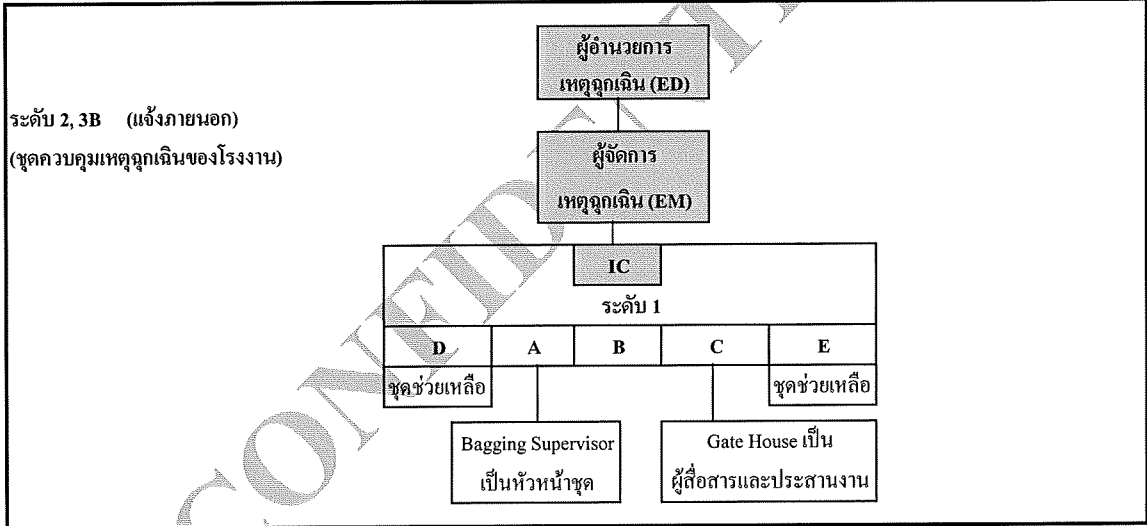 ผู้อำนวยการ
เหตุฉุกเฉิน (ED)
ระดับ 2, 3B (แจ้งภายนอก)
(ชุดควบคุมเหตุฉุกเฉินของโรงงาน)
ผู้จัดการ
เหตุฉุกเฉิน (EM)
IC
ระดับ 1
D A B C E
ชุดช่วยเหลือ ชุดช่วยเหลือ
Bagging Supervisor Gate House เป็น
เป็นหัวหน้าชุด ผู้สื่อสารและประสานงาน
CONFIDENTI